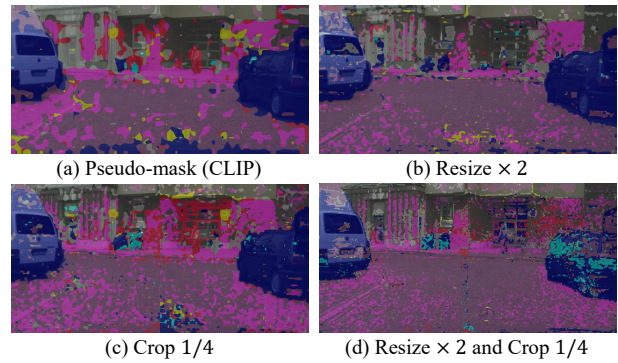 (a) Pseudo-mask (CLIP)
(b) Resize × 2
(c) Crop 1/4
(d) Resize × 2 and Crop 1/4